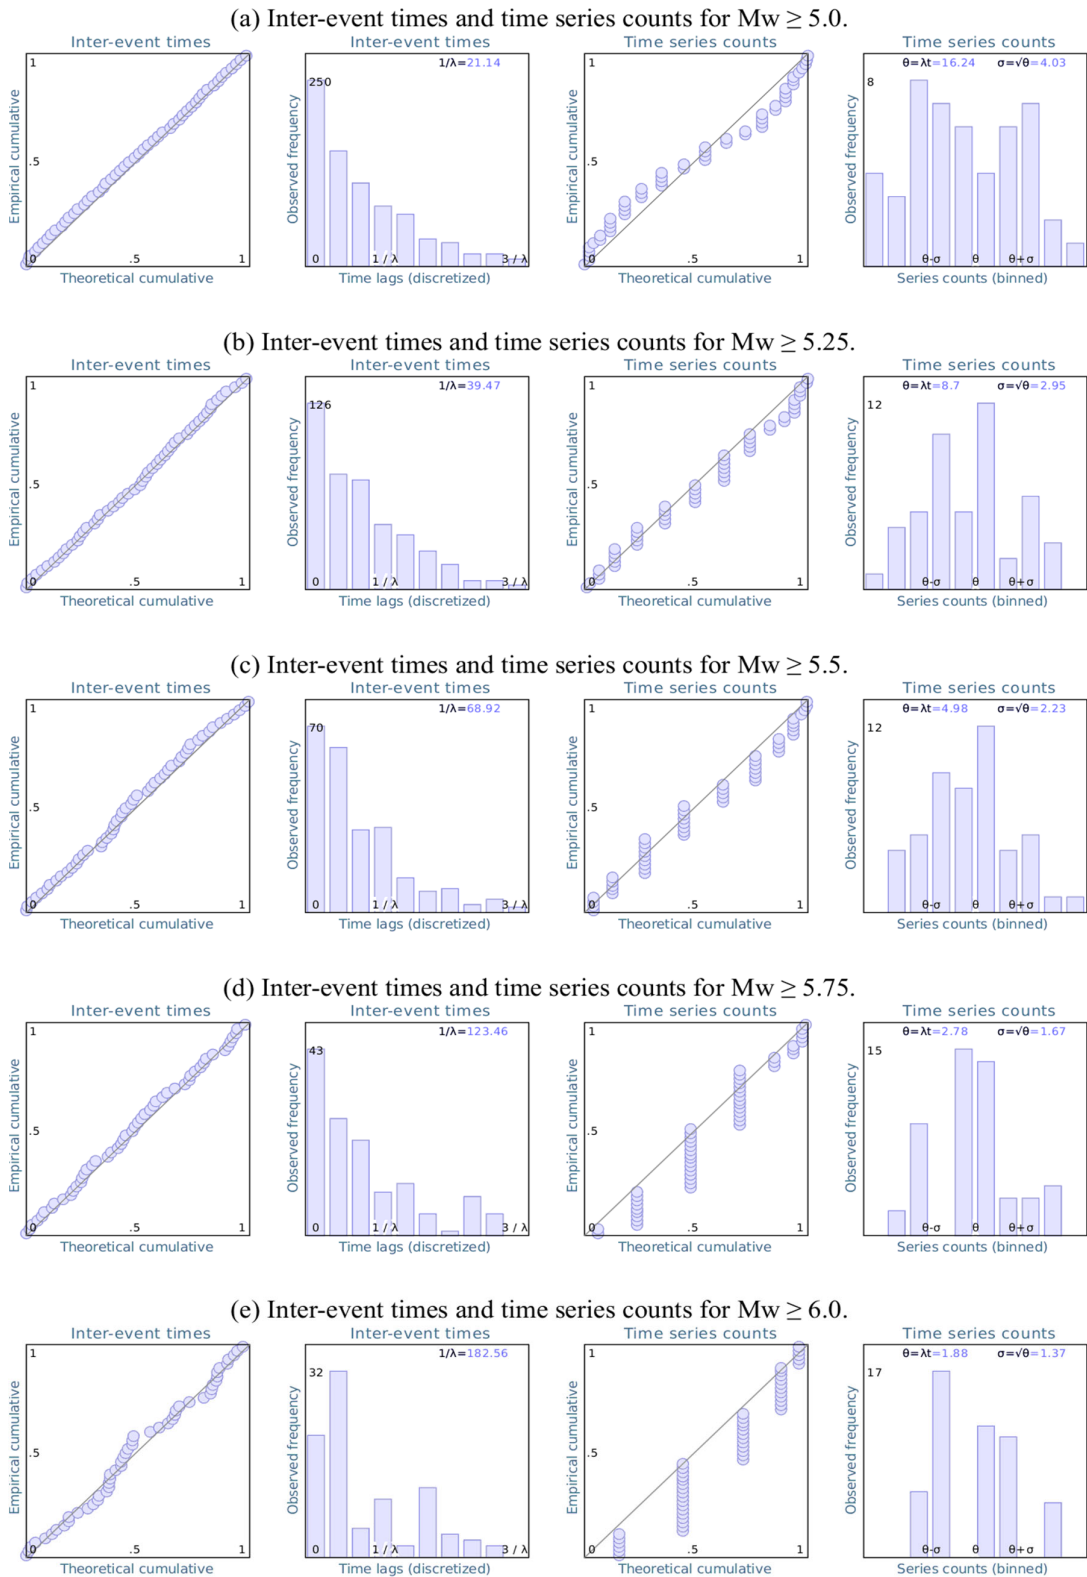 (a) Inter-event times and time series counts for Mw ≥ 5.0.
Inter-event times
Inter-event times
Time series counts
Time series counts
1
.5
0
.5
1
Empirical cumulative
Theoretical cumulative
1/λ=21.14
250
0
1 / λ
3 / λ
Observed frequency
Time lags (discretized)
1
.5
0
.5
1
Empirical cumulative
Theoretical cumulative
θ=λt=16.24 σ=√θ=4.03
8
θ-σ
θ
θ+σ
Observed frequency
Series counts (binned)
(b) Inter-event times and time series counts for Mw ≥ 5.25.
Inter-event times
Inter-event times
Time series counts
Time series counts
1
.5
0
.5
1
Empirical cumulative
Theoretical cumulative
1/λ=39.47
126
0
1 / λ
3 / λ
Observed frequency
Time lags (discretized)
1
.5
0
.5
1
Empirical cumulative
Theoretical cumulative
θ=λt=8.7 σ=√θ=2.95
12
θ-σ
θ
θ+σ
Observed frequency
Series counts (binned)
(c) Inter-event times and time series counts for Mw ≥ 5.5.
Inter-event times
Inter-event times
Time series counts
Time series counts
1
.5
0
.5
1
Empirical cumulative
Theoretical cumulative
1/λ=68.92
70
0
1 / λ
3 / λ
Observed frequency
Time lags (discretized)
1
.5
0
.5
1
Empirical cumulative
Theoretical cumulative
θ=λt=4.98 σ=√θ=2.23
12
θ-σ
θ
θ+σ
Observed frequency
Series counts (binned)
(d) Inter-event times and time series counts for Mw ≥ 5.75.
Inter-event times
Inter-event times
Time series counts
Time series counts
1
.5
0
.5
1
Empirical cumulative
Theoretical cumulative
1/λ=123.46
43
0
1 / λ
3 / λ
Observed frequency
Time lags (discretized)
1
.5
0
.5
1
Empirical cumulative
Theoretical cumulative
θ=λt=2.78 σ=√θ=1.67
15
θ-σ
θ
θ+σ
Observed frequency
Series counts (binned)
(e) Inter-event times and time series counts for Mw ≥ 6.0.
Inter-event times
Inter-event times
Time series counts
Time series counts
1
.5
0
.5
1
Empirical cumulative
Theoretical cumulative
1/λ=182.56
32
0
1 / λ
3 / λ
Observed frequency
Time lags (discretized)
1
.5
0
.5
1
Empirical cumulative
Theoretical cumulative
θ=λt=1.88 σ=√θ=1.37
17
θ-σ
θ
θ+σ
Observed frequency
Series counts (binned)